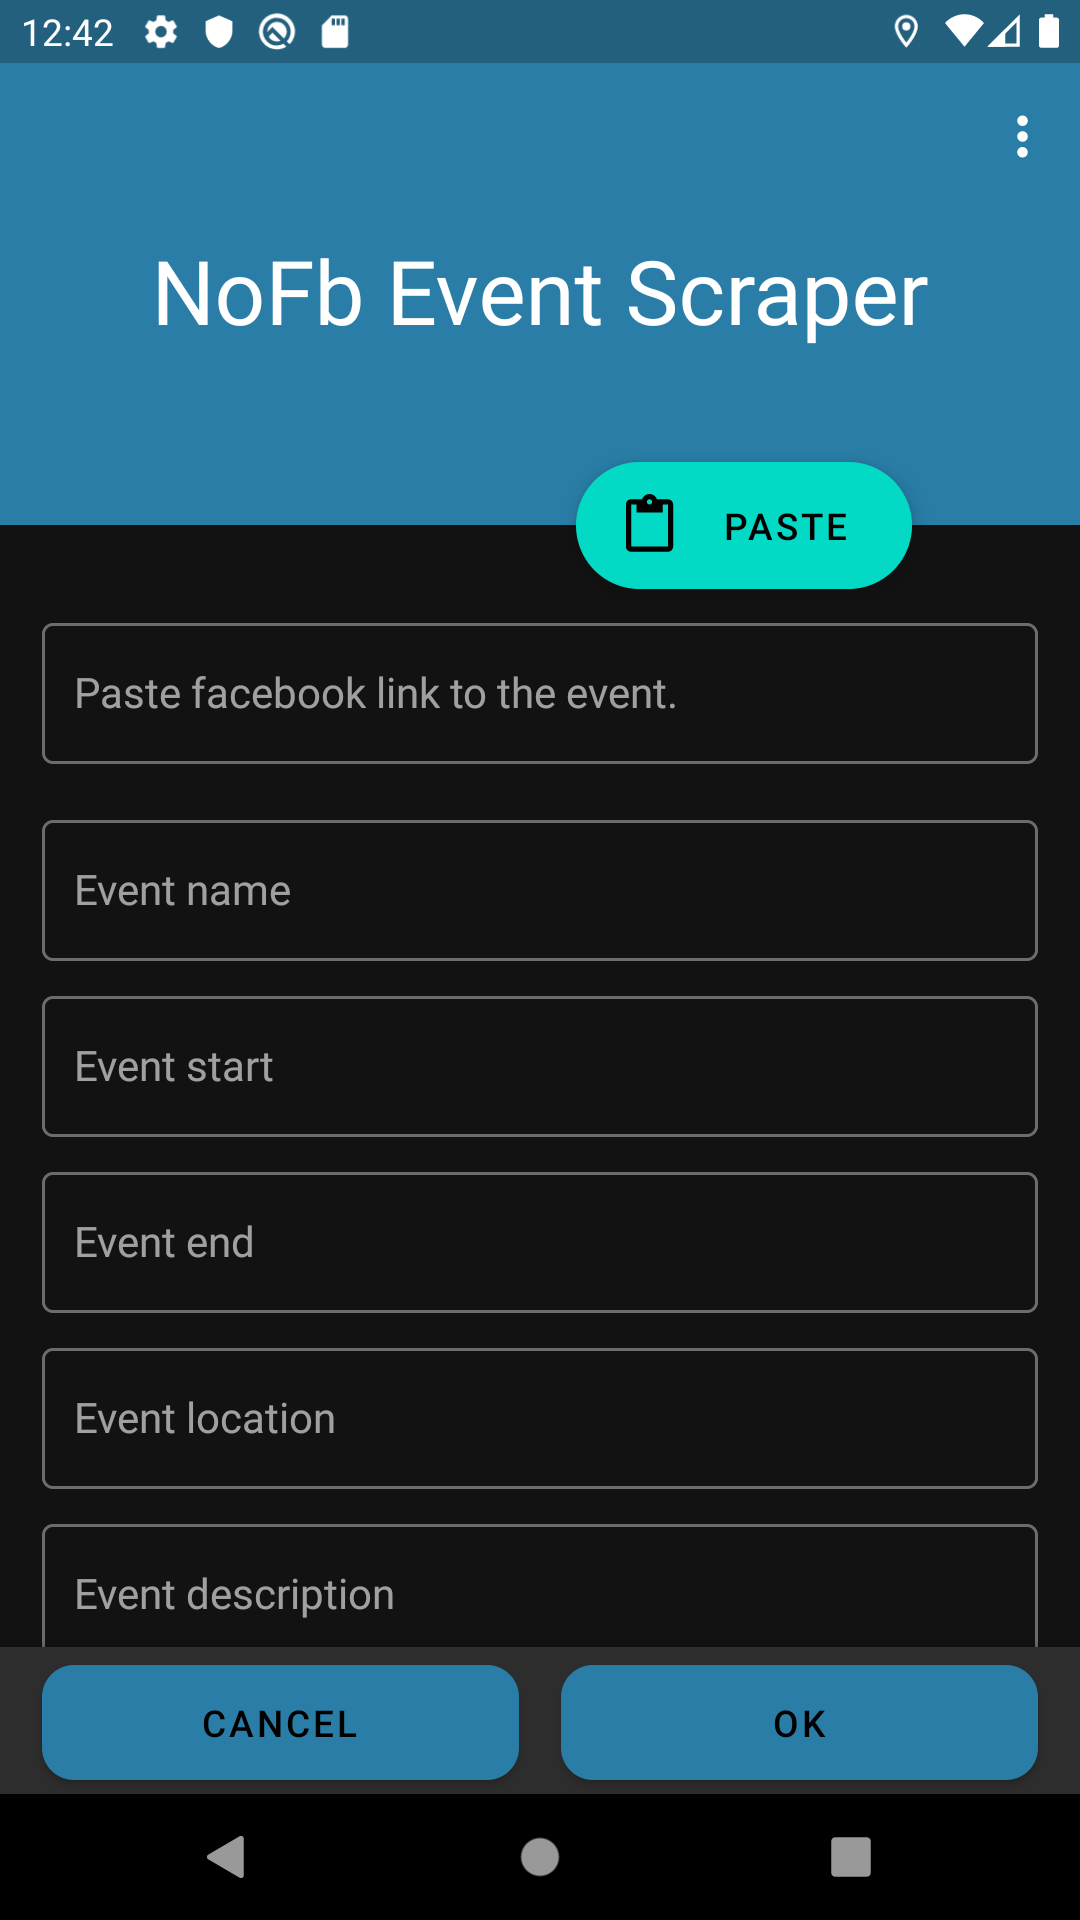 12:42
NoFb Event Scraper
PASTE
Paste facebook link to the event.
Event name
Event start
Event end
Event location
Event description
CANCEL
OK